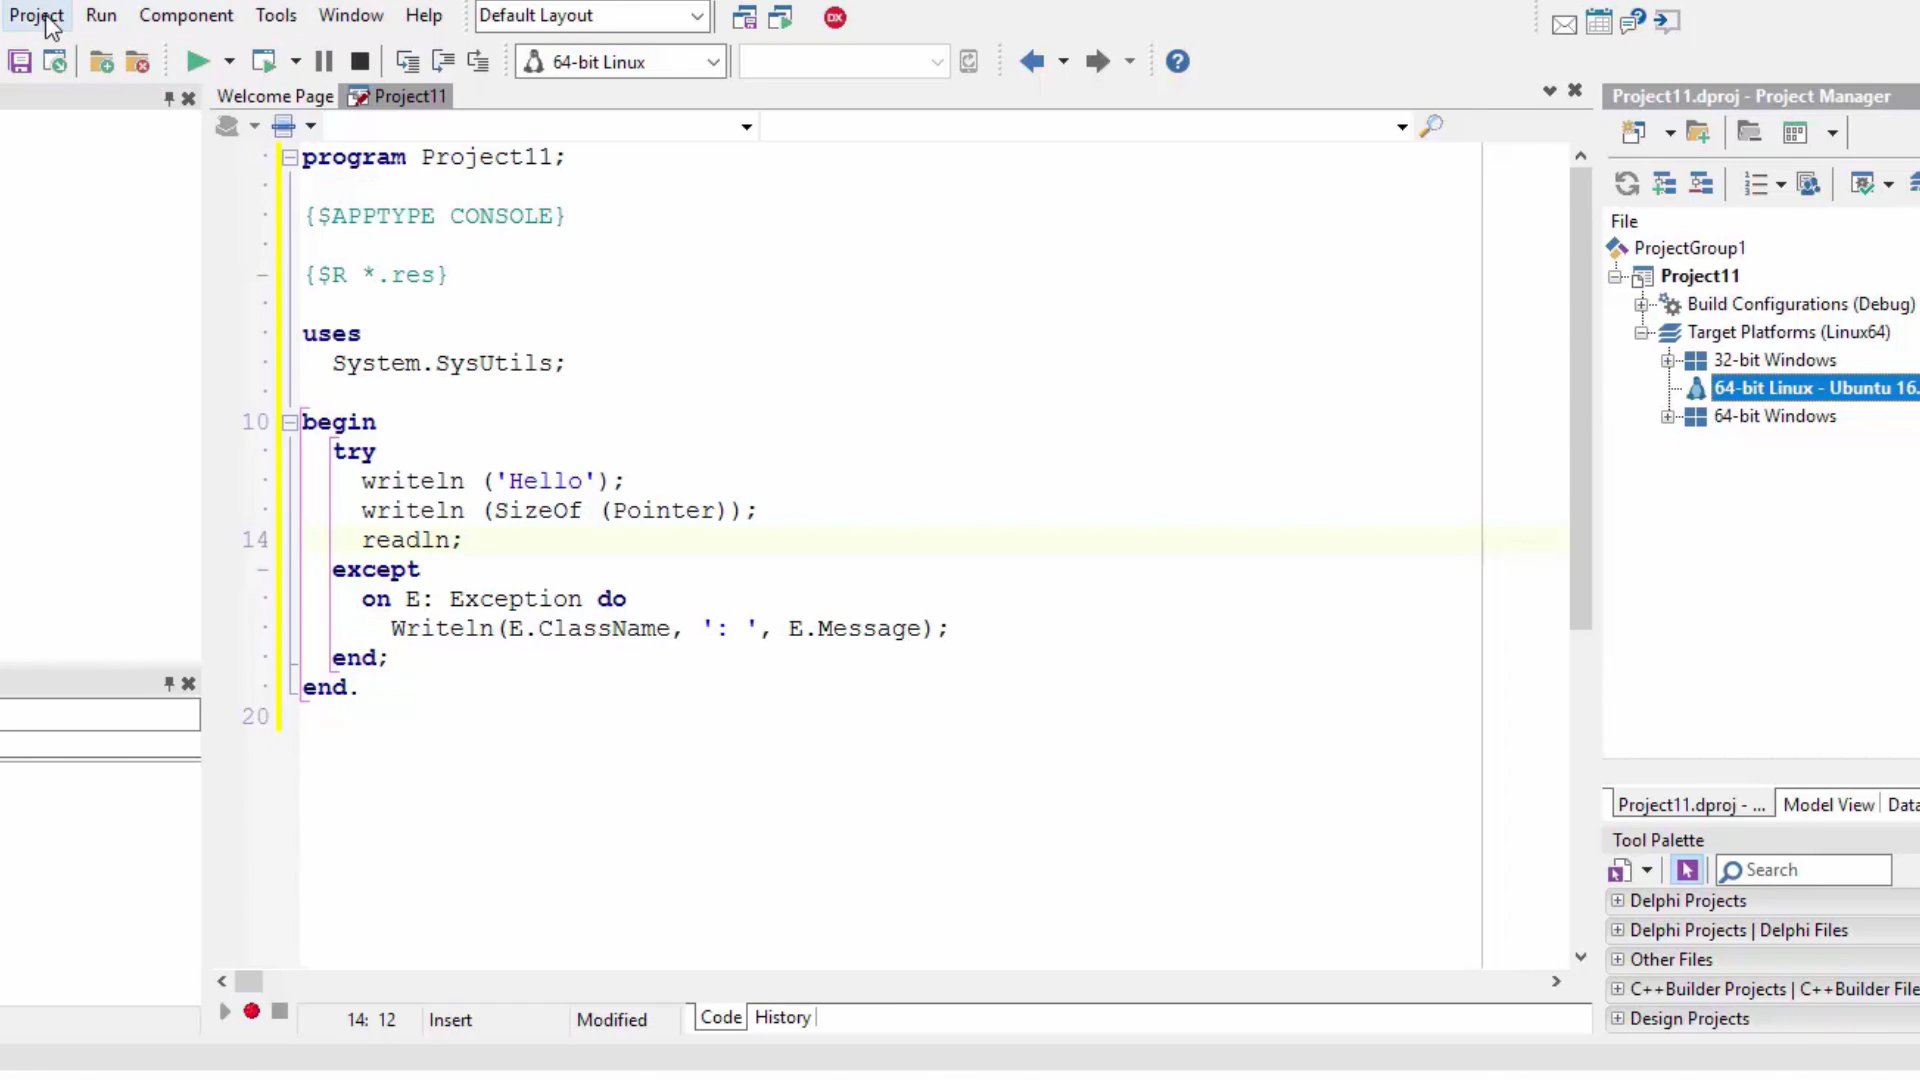 Project Run Component Tools Window Help Default Layout
DX
64-bit Linux
Welcome Page Project11
program Project11;
{$APPTYPE CONSOLE}
{$R *.res}
uses
System.SysUtils;
10 begin
try
writeln ('Hello');
writeln (SizeOf (Pointer));
14 readln;
except
on E: Exception do
Writeln(E.ClassName, ': ', E.Message);
end;
end.
20
14: 12 Insert Modified Code History
Project11.dproj - Project Manager
File
ProjectGroup1
Project11
Build Configurations (Debug)
Target Platforms (Linux64)
32-bit Windows
64-bit Linux - Ubuntu 16.
64-bit Windows
Project11.dproj - ... Model View Data
Tool Palette
Search
Delphi Projects
Delphi Projects | Delphi Files
Other Files
C++Builder Projects | C++Builder File
Design Projects